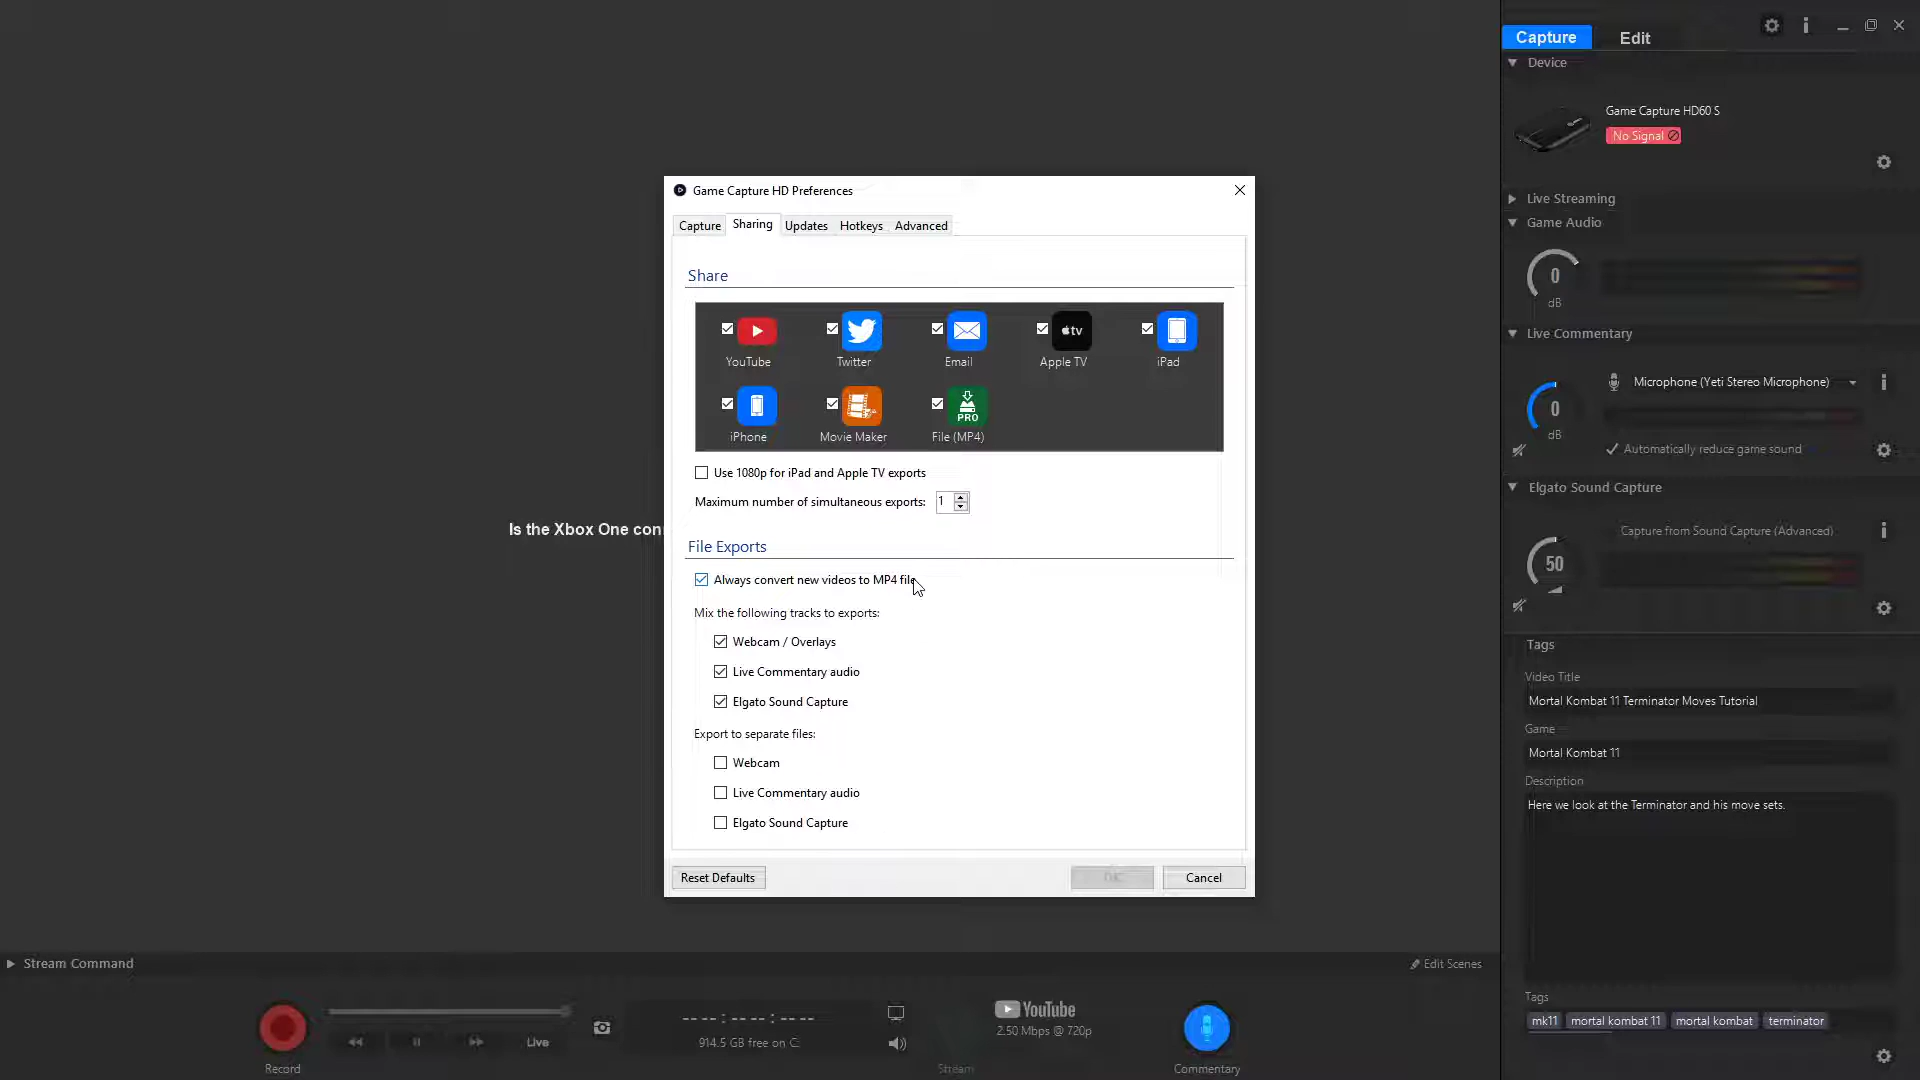 Capture
Edit
Device
Game Capture HD60 S
No Signal
Live Streaming
Game Audio
0
dB
Live Commentary
Microphone (Yeti Stereo Microphone)
0
dB
Automatically reduce game sound
Elgato Sound Capture
Capture from Sound Capture (Advanced)
50
Tags
Video Title
Mortal Kombat 11 Terminator Moves Tutorial
Game
Mortal Kombat 11
Description
Here we look at the Terminator and his move sets.
Tags
mk11 mortal kombat 11 mortal kombat terminator
Game Capture HD Preferences
Capture Sharing Updates Hotkeys Advanced
Share
YouTube Twitter Email Apple TV iPad
tv
PRO
iPhone Movie Maker File (MP4)
Use 1080p for iPad and Apple TV exports
Maximum number of simultaneous exports: 1
File Exports
Always convert new videos to MP4 file
Mix the following tracks to exports:
Webcam / Overlays
Live Commentary audio
Elgato Sound Capture
Export to separate files:
Webcam
Live Commentary audio
Elgato Sound Capture
Reset Defaults
Cancel
Is the Xbox One con
Stream Command
Edit Scenes
Record
Live
-- -- : -- -- : -- --
914.5 GB free on C:
YouTube
2.50 Mbps @ 720p
Stream
Commentary